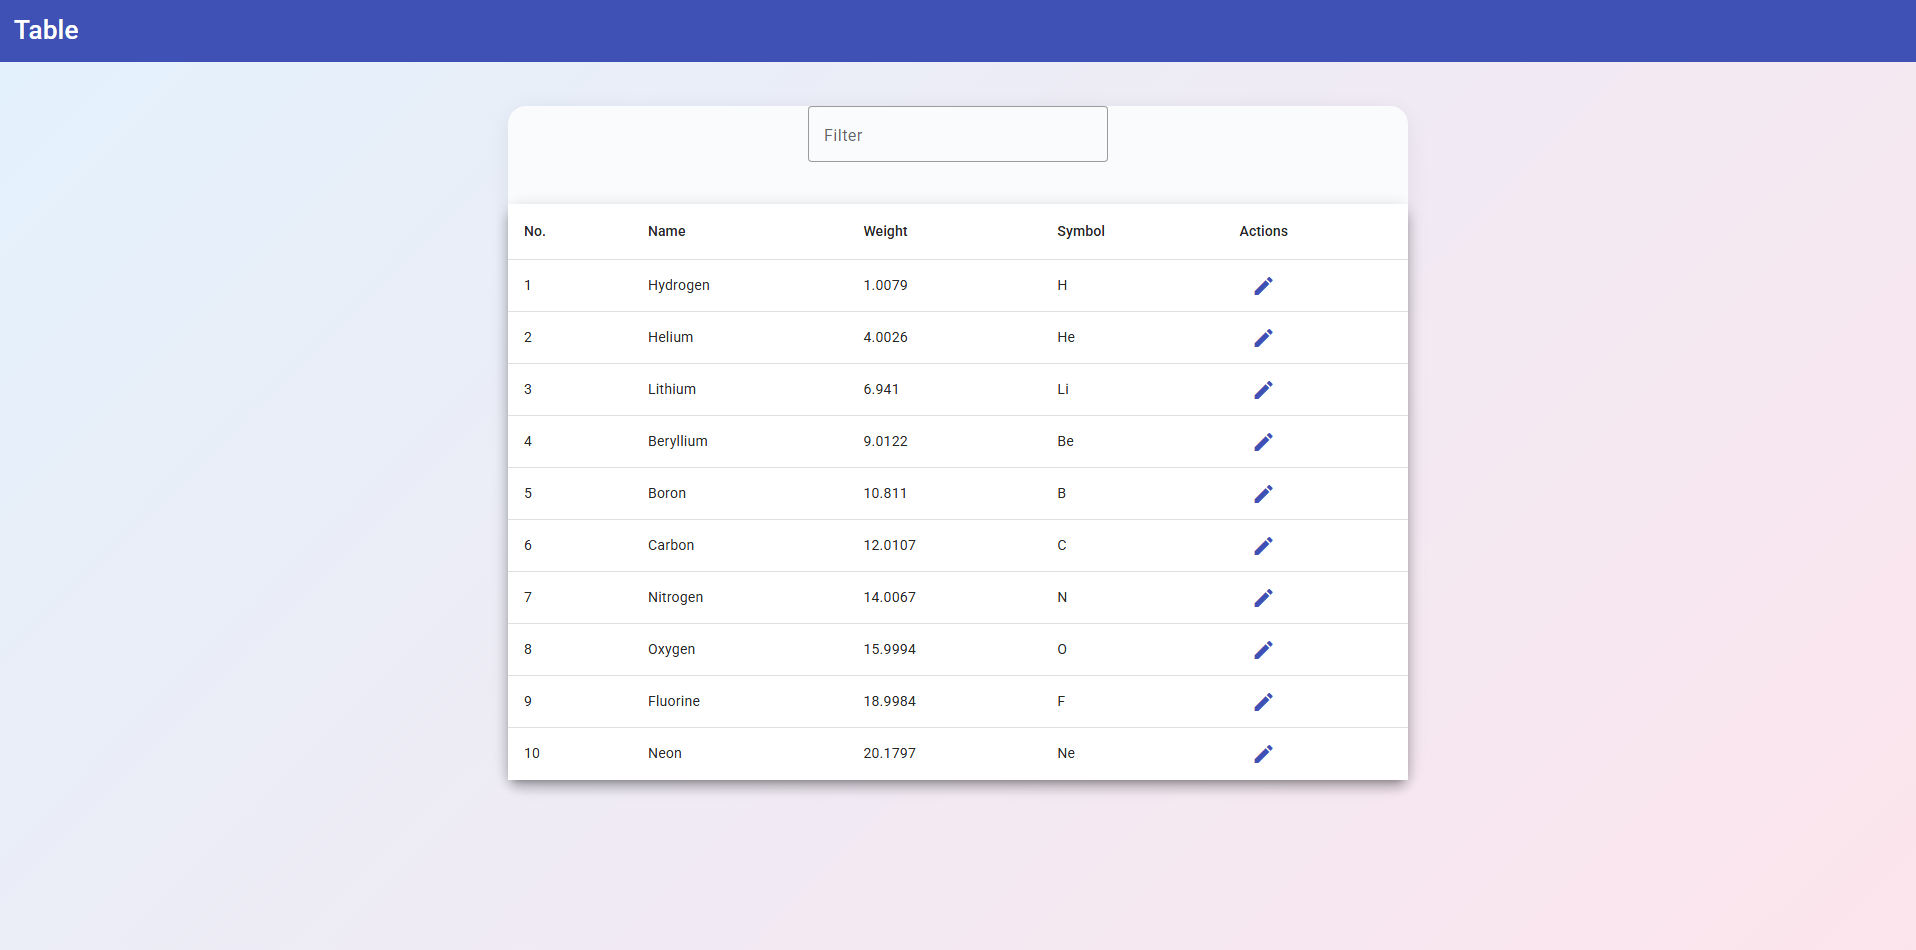 Table
Filter
No. Name Weight Symbol Actions
1 Hydrogen 1.0079 H
2 Helium 4.0026 He
3 Lithium 6.941 Li
4 Beryllium 9.0122 Be
5 Boron 10.811 B
6 Carbon 12.0107 C
7 Nitrogen 14.0067 N
8 Oxygen 15.9994 O
9 Fluorine 18.9984 F
10 Neon 20.1797 Ne